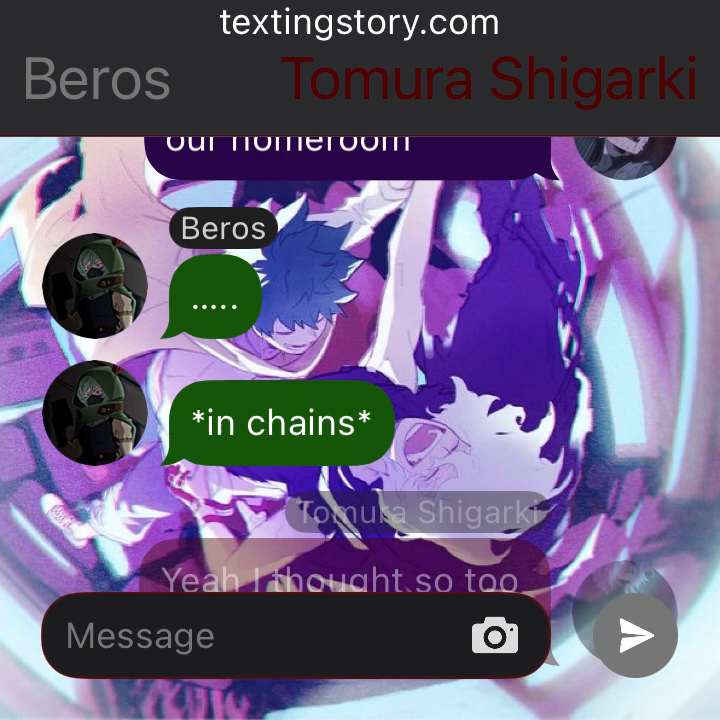 textingstory.com
Beros Tomura Shigarki
our homeroom
Beros
.....
*in chains*
Tomura Shigarki
Yeah I thought so too
Message